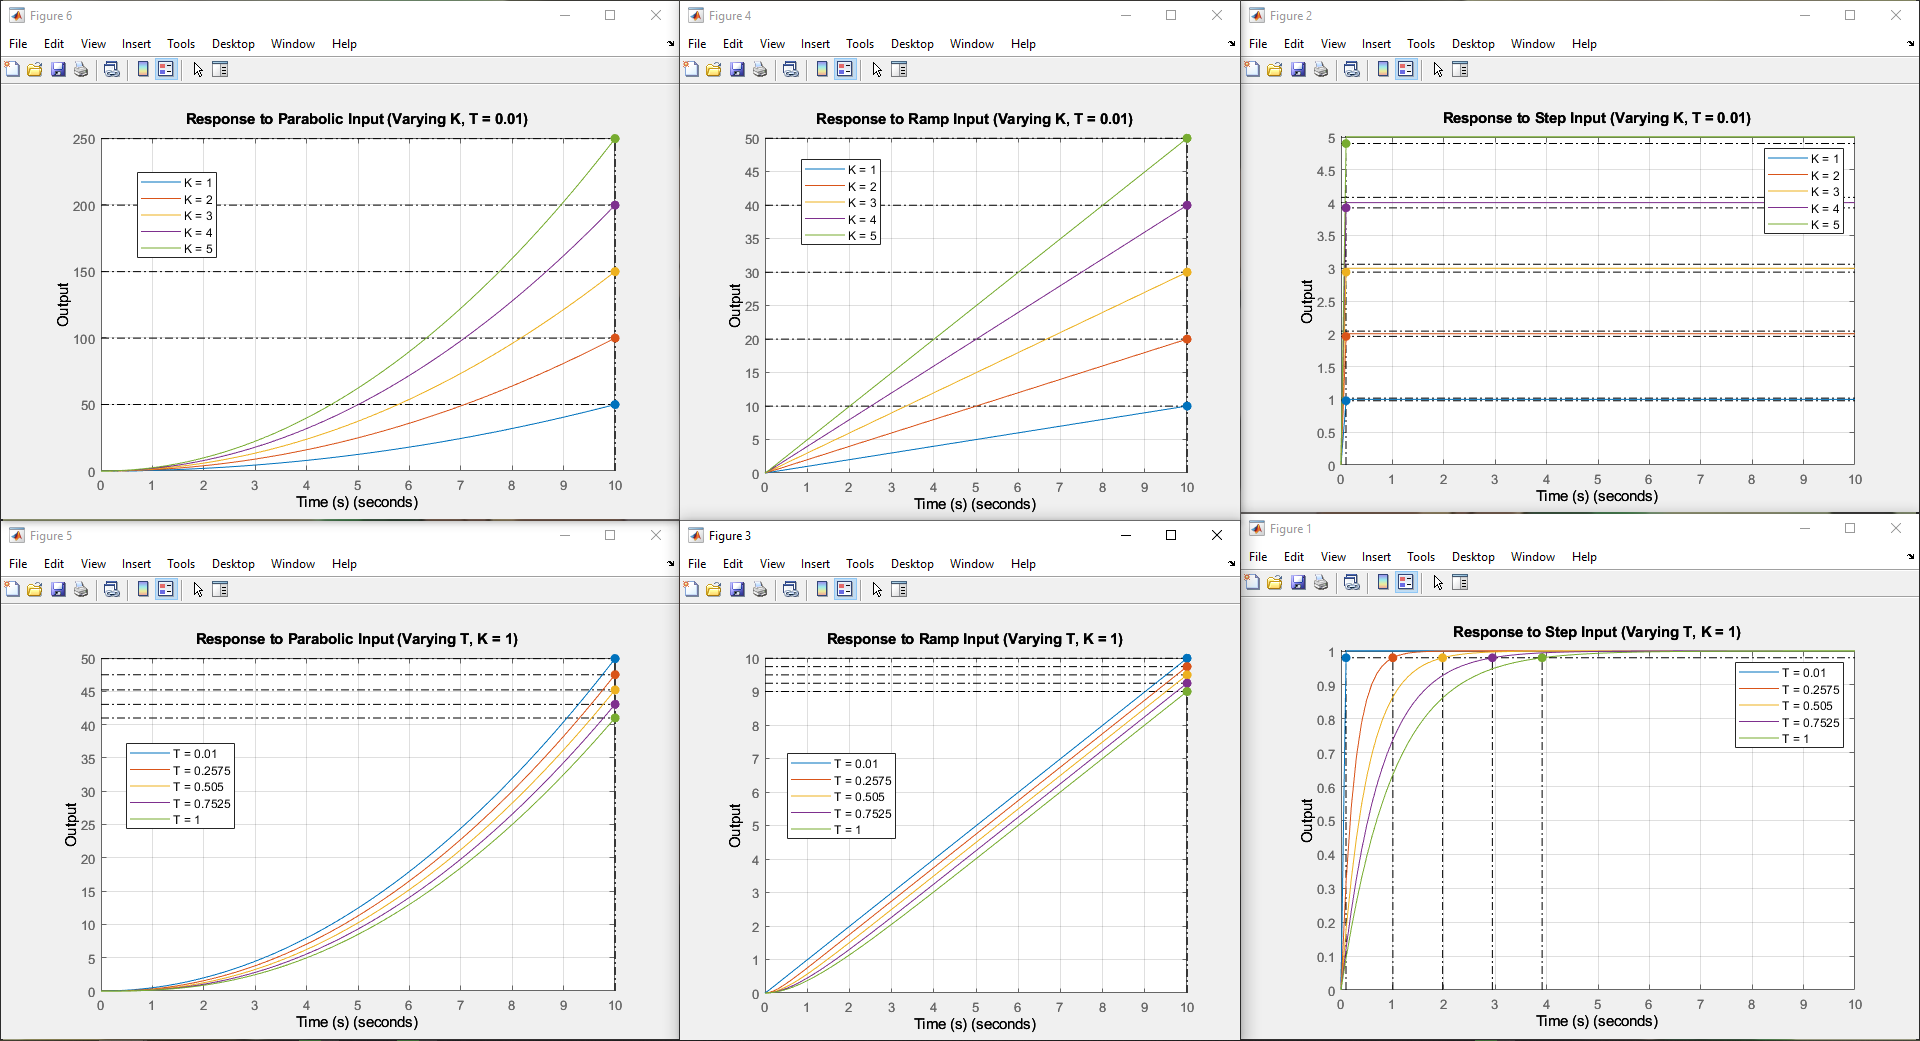 Figure 6
File Edit View Insert Tools Desktop Window Help
Response to Parabolic Input (Varying K, T = 0.01)
250
200
150
100
50
0
Output
K = 1
K = 2
K = 3
K = 4
K = 5
0 1 2 3 4 5 6 7 8 9 10
Time (s) (seconds)
Figure 4
File Edit View Insert Tools Desktop Window Help
Response to Ramp Input (Varying K, T = 0.01)
50
45
40
35
30
25
20
15
10
5
0
Output
K = 1
K = 2
K = 3
K = 4
K = 5
0 1 2 3 4 5 6 7 8 9 10
Time (s) (seconds)
Figure 2
File Edit View Insert Tools Desktop Window Help
Response to Step Input (Varying K, T = 0.01)
5
4.5
4
3.5
3
2.5
2
1.5
1
0.5
0
Output
K = 1
K = 2
K = 3
K = 4
K = 5
0 1 2 3 4 5 6 7 8 9 10
Time (s) (seconds)
Figure 5
File Edit View Insert Tools Desktop Window Help
Response to Parabolic Input (Varying T, K = 1)
50
45
40
35
30
25
20
15
10
5
0
Output
T = 0.01
T = 0.2575
T = 0.505
T = 0.7525
T = 1
0 1 2 3 4 5 6 7 8 9 10
Time (s) (seconds)
Figure 3
File Edit View Insert Tools Desktop Window Help
Response to Ramp Input (Varying T, K = 1)
10
9
8
7
6
5
4
3
2
1
0
Output
T = 0.01
T = 0.2575
T = 0.505
T = 0.7525
T = 1
0 1 2 3 4 5 6 7 8 9 10
Time (s) (seconds)
Figure 1
File Edit View Insert Tools Desktop Window Help
Response to Step Input (Varying T, K = 1)
1
0.9
0.8
0.7
0.6
0.5
0.4
0.3
0.2
0.1
0
Output
T = 0.01
T = 0.2575
T = 0.505
T = 0.7525
T = 1
0 1 2 3 4 5 6 7 8 9 10
Time (s) (seconds)